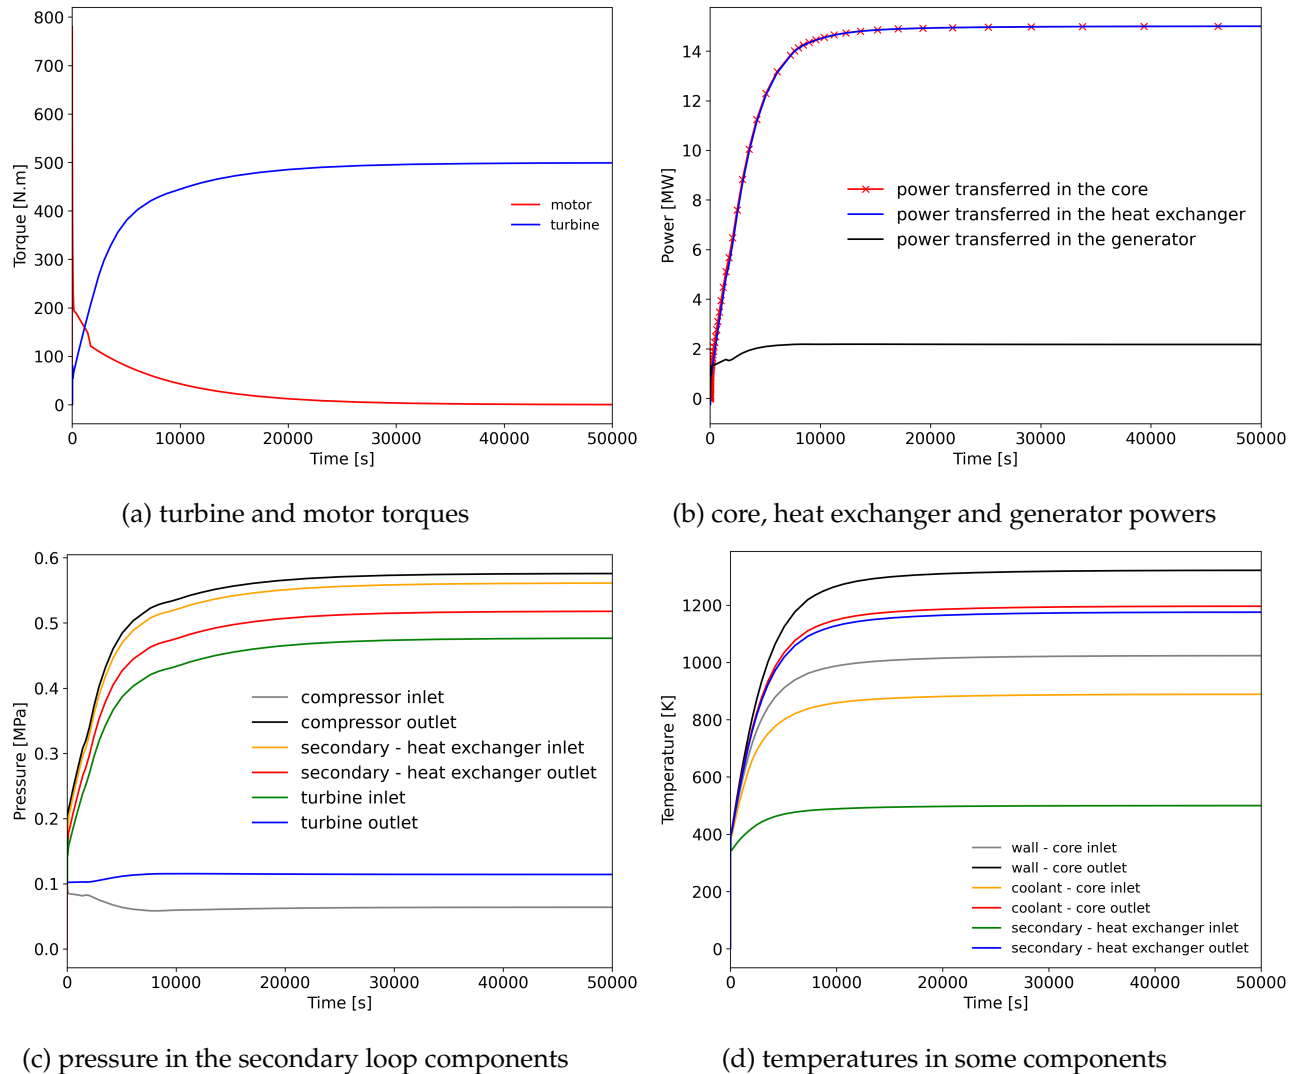 800
700
600
500
400
300
200
100
0
Torque [N.m]
motor
turbine
0 10000 20000 30000 40000 50000
Time [s]
(a) turbine and motor torques
14
12
10
8
6
4
2
0
Power [MW]
power transferred in the core
power transferred in the heat exchanger
power transferred in the generator
0 10000 20000 30000 40000 50000
Time [s]
(b) core, heat exchanger and generator powers
0.6
0.5
0.4
0.3
0.2
0.1
0.0
Pressure [MPa]
compressor inlet
compressor outlet
secondary - heat exchanger inlet
secondary - heat exchanger outlet
turbine inlet
turbine outlet
0 10000 20000 30000 40000 50000
Time [s]
(c) pressure in the secondary loop components
1200
1000
800
600
400
200
0
Temperature [K]
wall - core inlet
wall - core outlet
coolant - core inlet
coolant - core outlet
secondary - heat exchanger inlet
secondary - heat exchanger outlet
0 10000 20000 30000 40000 50000
Time [s]
(d) temperatures in some components